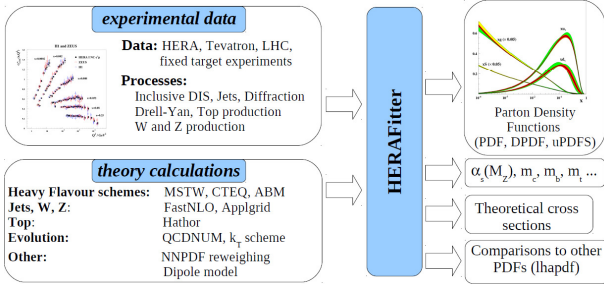 experimental data
H1 and ZEUS
Data: HERA, Tevatron, LHC,
fixed target experiments
Processes:
Inclusive DIS, Jets, Diffraction
Drell-Yan, Top production
W and Z production
theory calculations
Heavy Flavour schemes: MSTW, CTEQ, ABM
Jets, W, Z: FastNLO, Applgrid
Top: Hathor
Evolution: QCDNUM, kT scheme
Other: NNPDF reweighing
Dipole model
HERAFitter
Parton Density
Functions
(PDF, DPDF, uPDFS)
αs(MZ), mc, mb, mt ...
Theoretical cross
sections
Comparisons to other
PDFs (lhapdf)